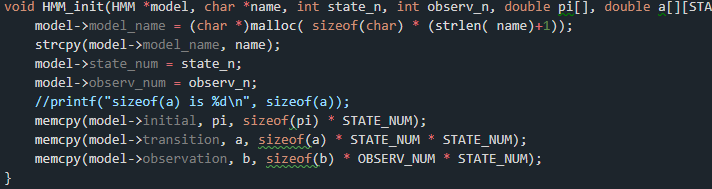 void HMM_init(HMM *model, char *name, int state_n, int observ_n, double pi[], double a[][STA
    model->model_name = (char *)malloc( sizeof(char) * (strlen( name)+1));
    strcpy(model->model_name, name);
    model->state_num = state_n;
    model->observ_num = observ_n;
    //printf("sizeof(a) is %d\n", sizeof(a));
    memcpy(model->initial, pi, sizeof(pi) * STATE_NUM);
    memcpy(model->transition, a, sizeof(a) * STATE_NUM * STATE_NUM);
    memcpy(model->observation, b, sizeof(b) * OBSERV_NUM * STATE_NUM);
}